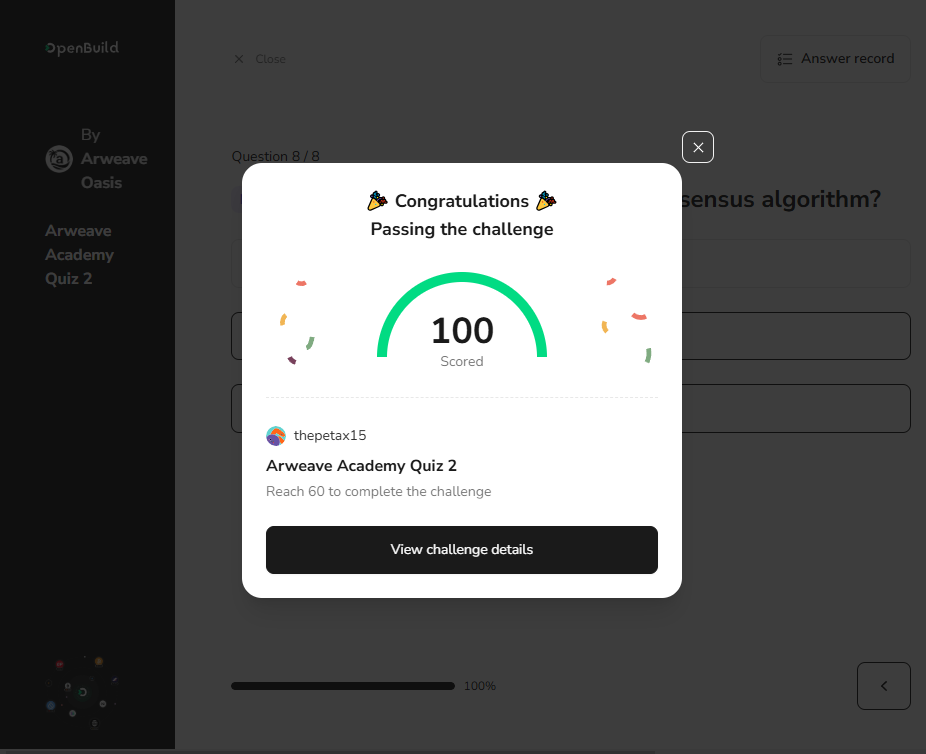 OpenBuild
Close
Answer record
By
Arweave
Oasis
Arweave
Academy
Quiz 2
Question 8 / 8
sensus algorithm?
Congratulations
Passing the challenge
100
Scored
thepetax15
Arweave Academy Quiz 2
Reach 60 to complete the challenge
View challenge details
100%